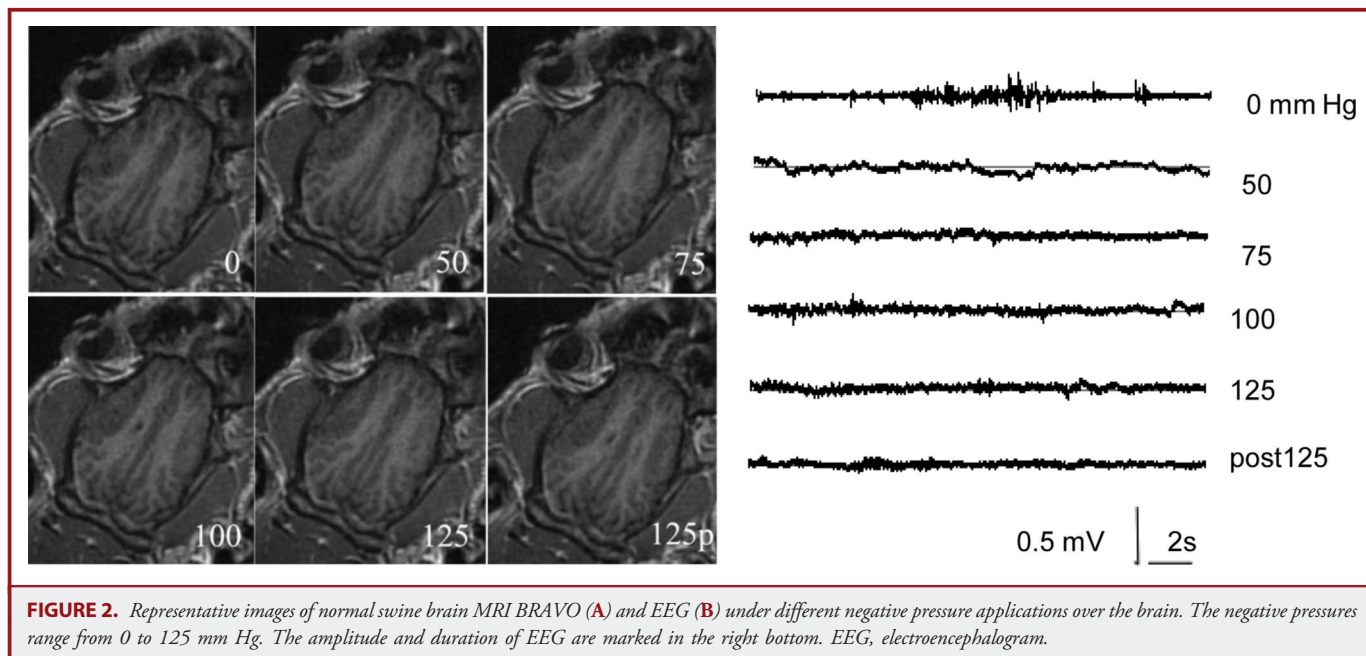 0
50
75
100
125
125p
0 mm Hg
50
75
100
125
post125
0.5 mV
2s
FIGURE 2. Representative images of normal swine brain MRI BRAVO (A) and EEG (B) under different negative pressure applications over the brain. The negative pressures
range from 0 to 125 mm Hg. The amplitude and duration of EEG are marked in the right bottom. EEG, electroencephalogram.